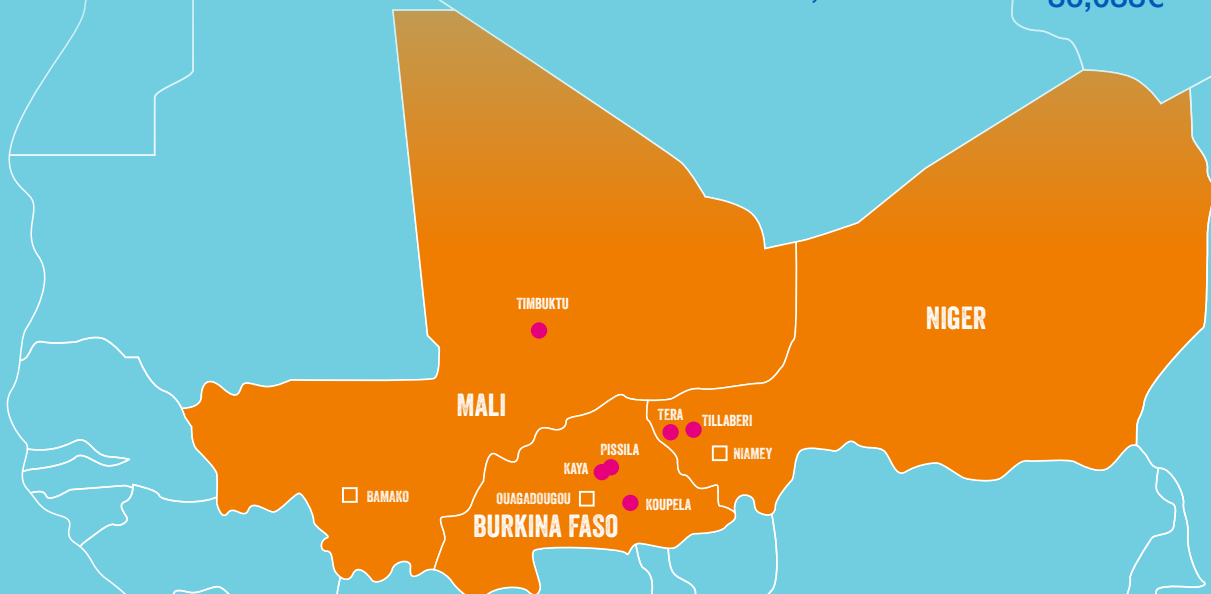 TIMBUKTU
NIGER
MALI
TERA
TILLABERI
PISSILA
NIAMEY
KAYA
BAMAKO
OUAGADOUGOU
KOUPELA
BURKINA FASO